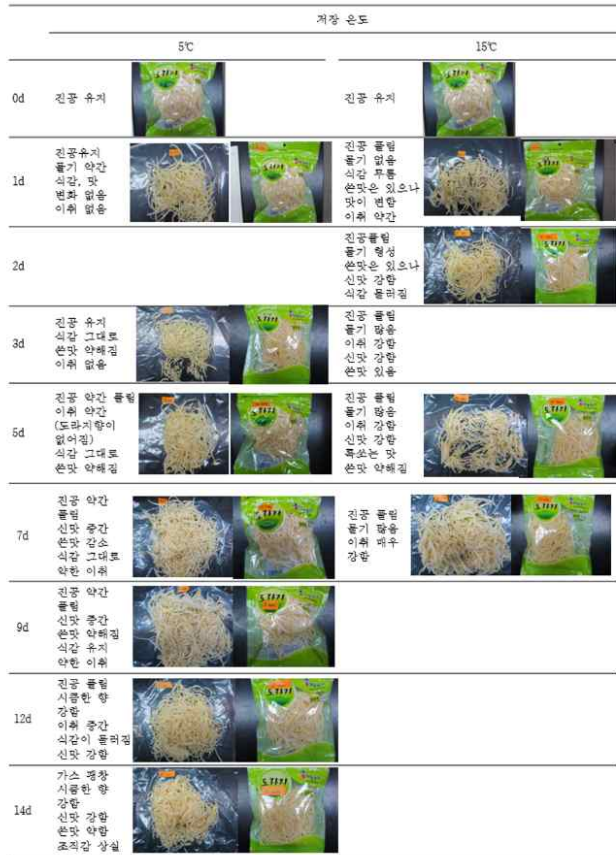 저장 온도
5℃
15℃
0d
진공 유지
진공 유지
1d
진공유지
물기 약간
식감, 맛
변화 없음
이취 없음
진공 풀림
물기 없음
식감 무름
쓴맛은 있으나
맛이 변함
이취 약간
2d
진공풀림
물기 형성
쓴맛은 있으나
신맛 강함
식감 물러짐
3d
진공 유지
식감 그대로
쓴맛 약해짐
이취 없음
진공 풀림
물기 많음
이취 강함
신맛 강함
쓴맛 있음
5d
진공 약간 풀림
이취 약간
(도라지향이
없어짐)
식감 그대로
쓴맛 약해짐
진공 풀림
물기 많음
이취 강함
신맛 강함
톡쏘는 맛
쓴맛 약해짐
7d
진공 약간
풀림
신맛 중간
쓴맛 감소
식감 그대로
약한 이취
진공 풀림
물기 많음
이취 매우
강함
9d
진공 약간
풀림
신맛 중간
쓴맛 약해짐
식감 유지
약한 이취
12d
진공 풀림
시큼한 향
강함
이취 중간
식감이 물러짐
신맛 강함
14d
가스 팽창
시큼한 향
강함
신맛 강함
쓴맛 약함
조직감 상실